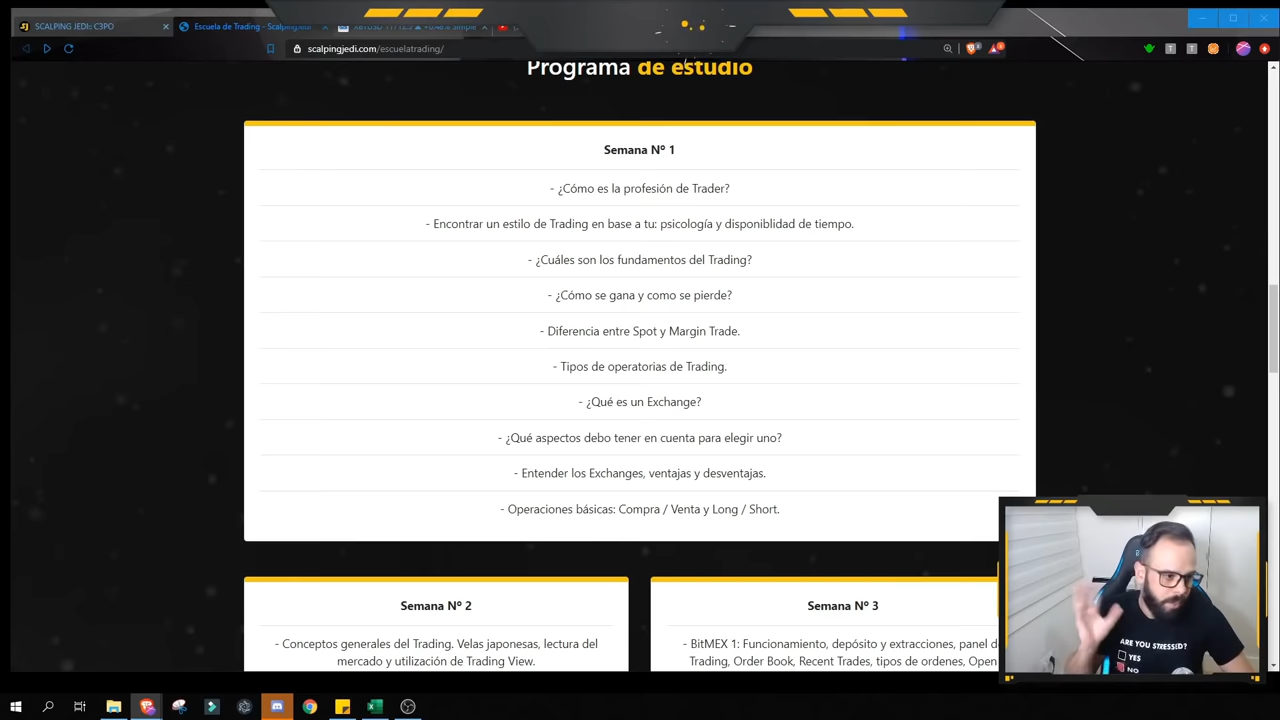 SCALPING JEDI: C3PO
Escuela de Trading - Scalpingjedi
scalpingjedi.com/escuelatrading/
Programa de estudio
Semana Nº 1
- ¿Cómo es la profesión de Trader?
- Encontrar un estilo de Trading en base a tu: psicología y disponiblidad de tiempo.
- ¿Cuáles son los fundamentos del Trading?
- ¿Cómo se gana y como se pierde?
- Diferencia entre Spot y Margin Trade.
- Tipos de operatorias de Trading.
- ¿Qué es un Exchange?
- ¿Qué aspectos debo tener en cuenta para elegir uno?
- Entender los Exchanges, ventajas y desventajas.
- Operaciones básicas: Compra / Venta y Long / Short.
Semana Nº 2
- Conceptos generales del Trading. Velas japonesas, lectura del
mercado y utilización de Trading View.
Semana Nº 3
- BitMEX 1: Funcionamiento, depósito y extracciones, panel d
Trading, Order Book, Recent Trades, tipos de ordenes, Open
ARE YOU STRESSED?
YES
NO